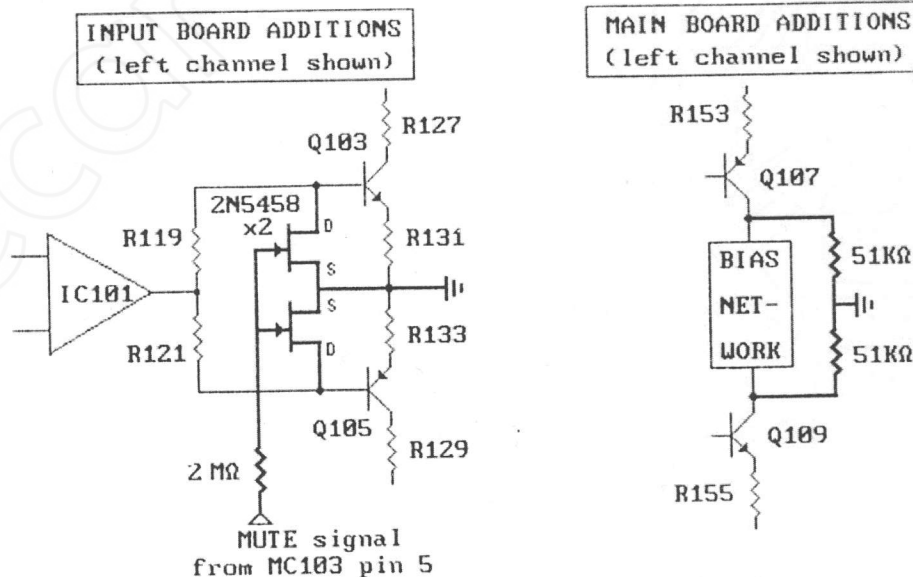 INPUT BOARD ADDITIONS
(left channel shown)
MAIN BOARD ADDITIONS
(left channel shown)
R127
Q103
2N5458
x2
D
R119
R131
S
IC101
S
R121
R133
D
Q105
R129
2 MΩ
MUTE signal
from MC103 pin 5
R153
Q107
BIAS
NET-
WORK
51KΩ
51KΩ
Q109
R155